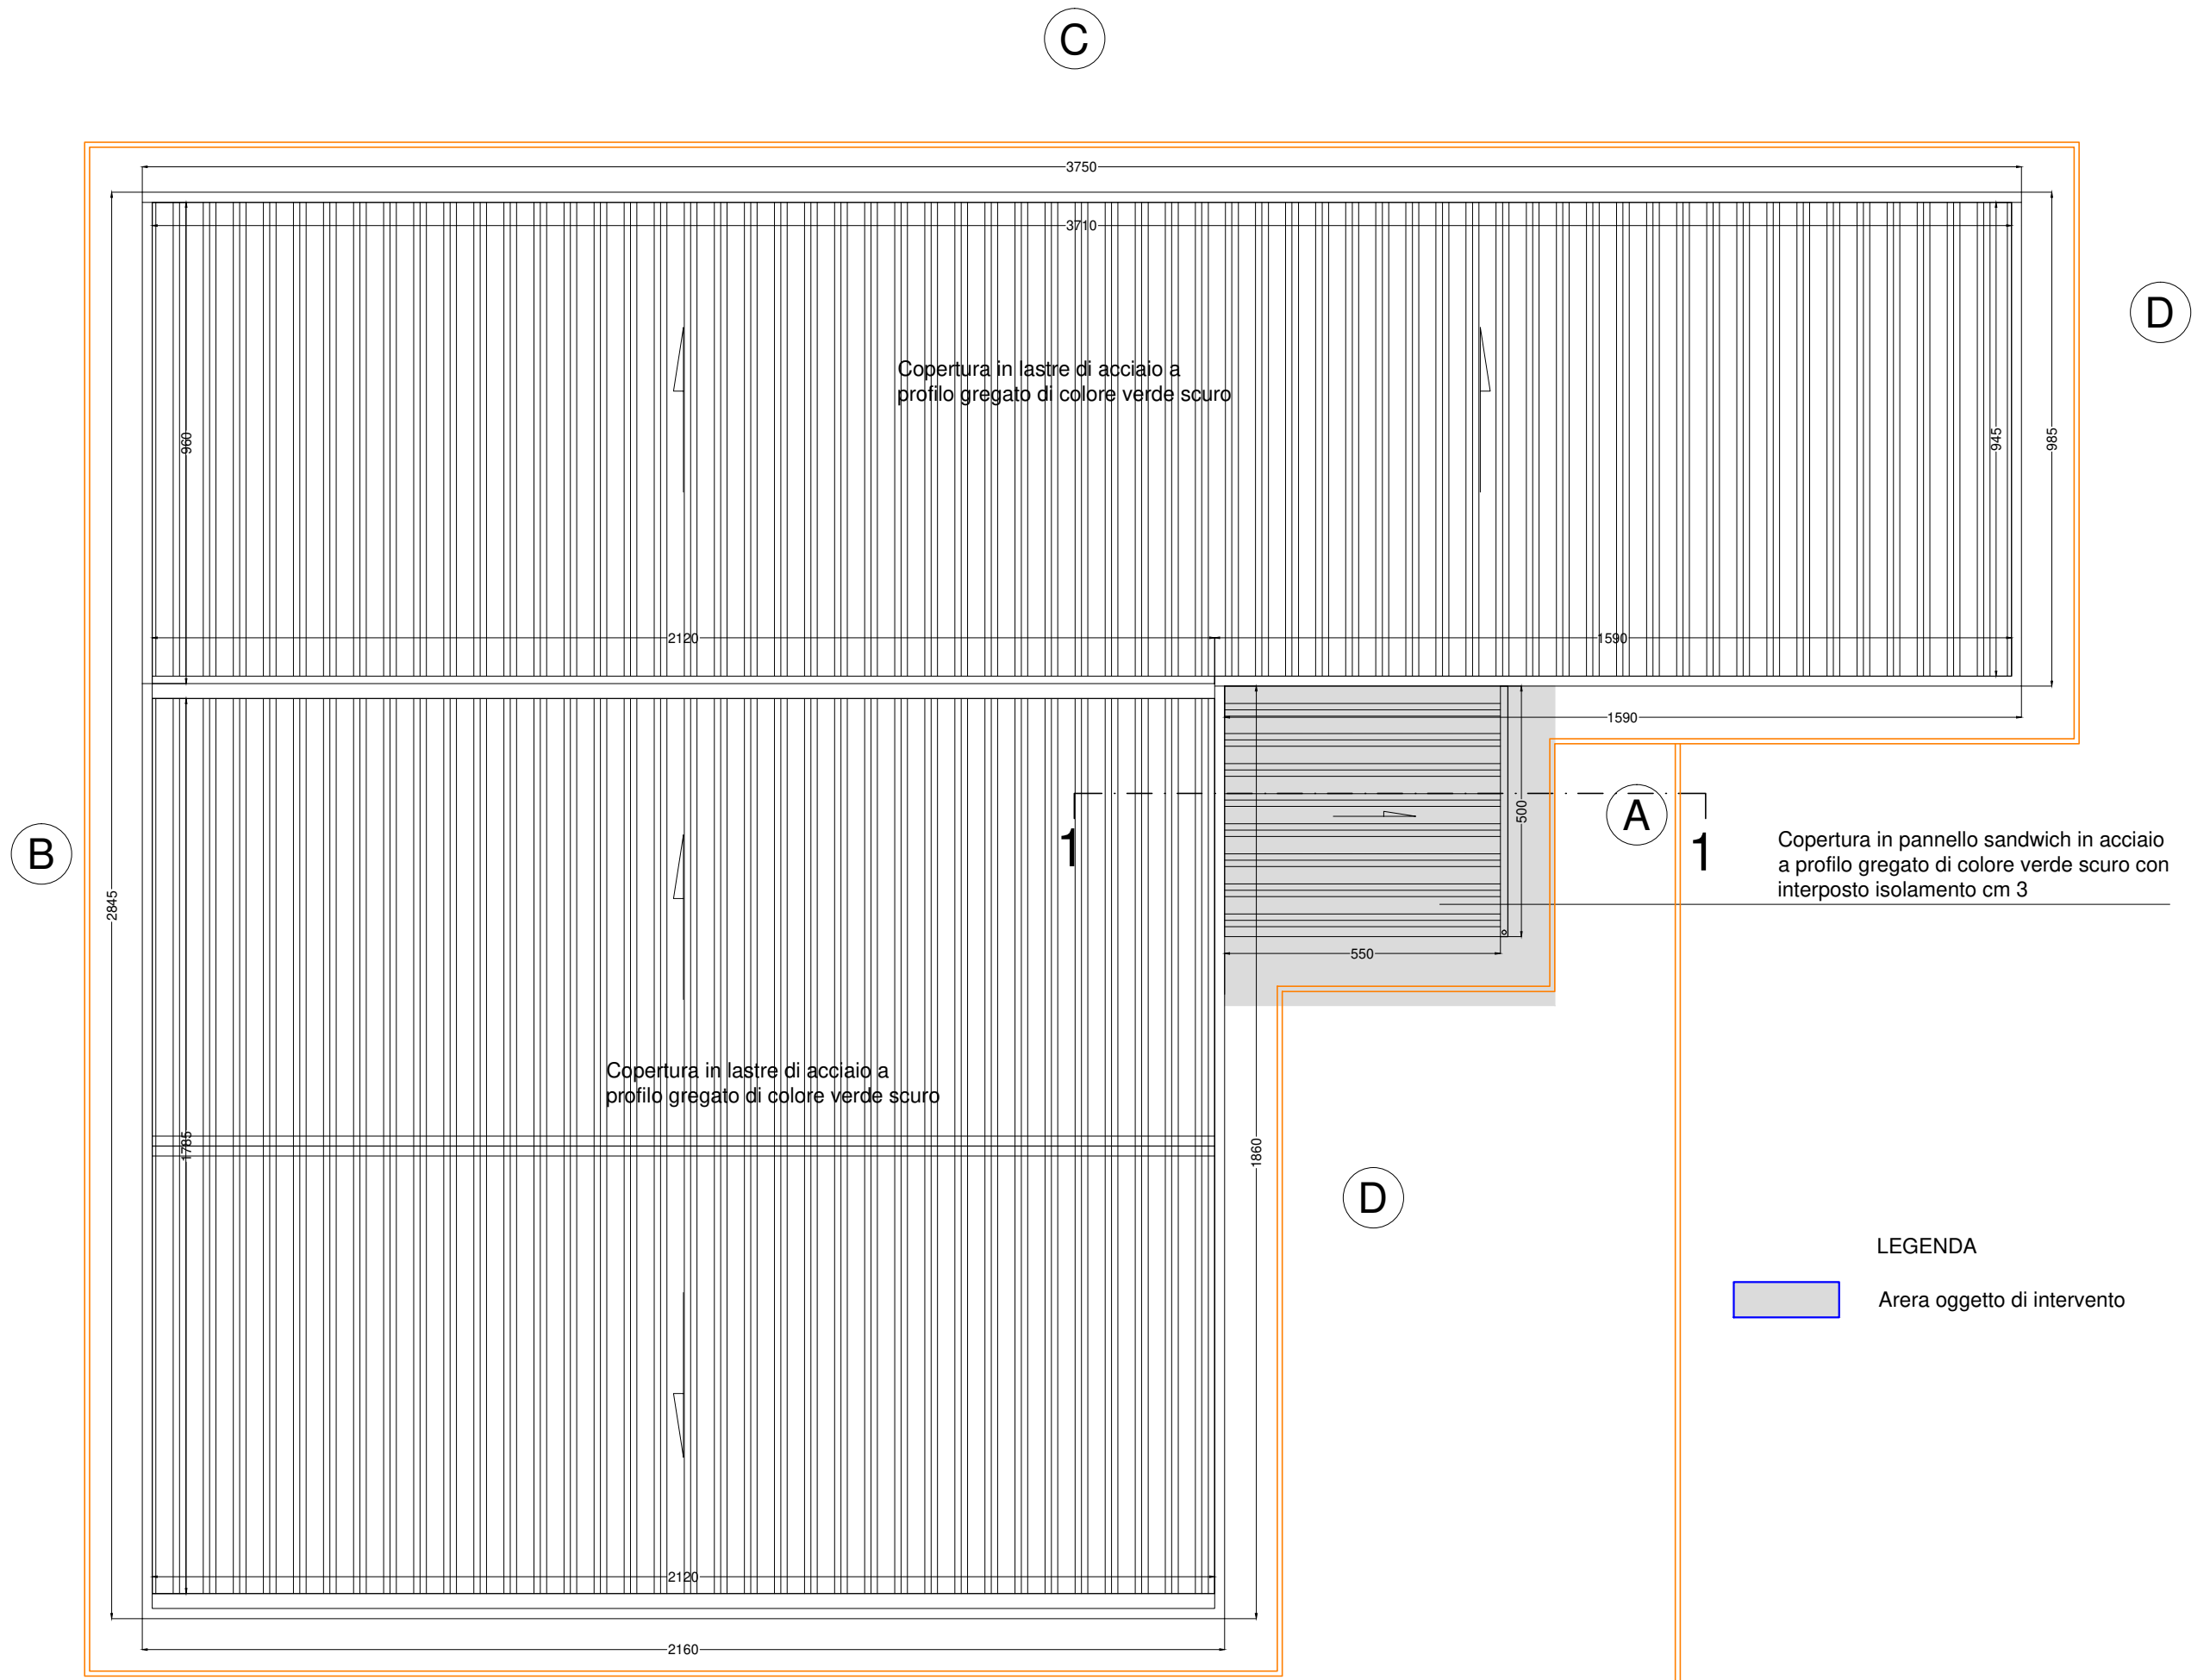 C
3750
3710
D
Copertura in lastre di acciaio a
profilo gregato di colore verde scuro
960
945
985
2120
1590
1590
500
A
1
1
Copertura in pannello sandwich in acciaio
a profilo gregato di colore verde scuro con
interposto isolamento cm 3
B
2845
550
Copertura in lastre di acciaio a
profilo gregato di colore verde scuro
1785
1860
D
LEGENDA
Arera oggetto di intervento
2120
2160